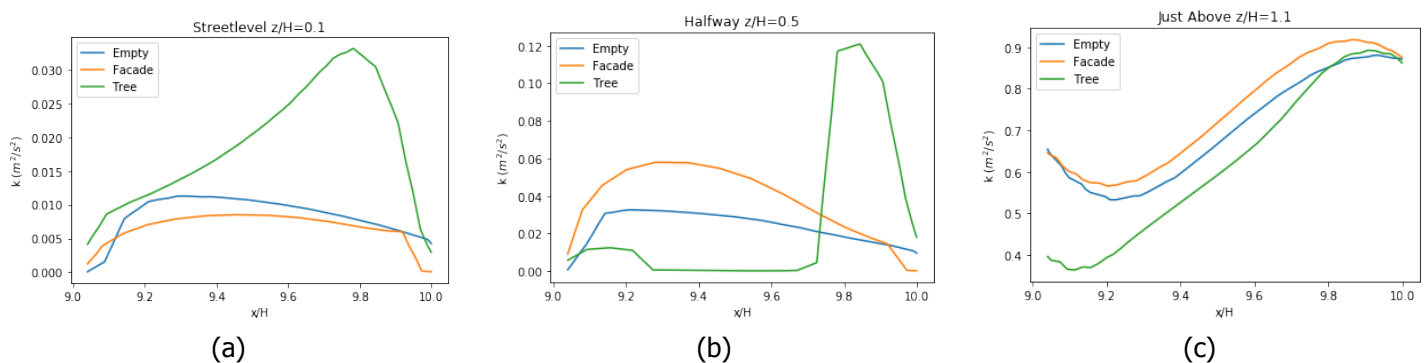 Streetlevel z/H=0.1
Empty
Facade
Tree
k (m²/s²)
0.030
0.025
0.020
0.015
0.010
0.005
0.000
9.0 9.2 9.4 9.6 9.8 10.0
x/H
(a)
Halfway z/H=0.5
Empty
Facade
Tree
k (m²/s²)
0.12
0.10
0.08
0.06
0.04
0.02
0.00
9.0 9.2 9.4 9.6 9.8 10.0
x/H
(b)
Just Above z/H=1.1
Empty
Facade
Tree
k (m²/s²)
0.9
0.8
0.7
0.6
0.5
0.4
9.0 9.2 9.4 9.6 9.8 10.0
x/H
(c)